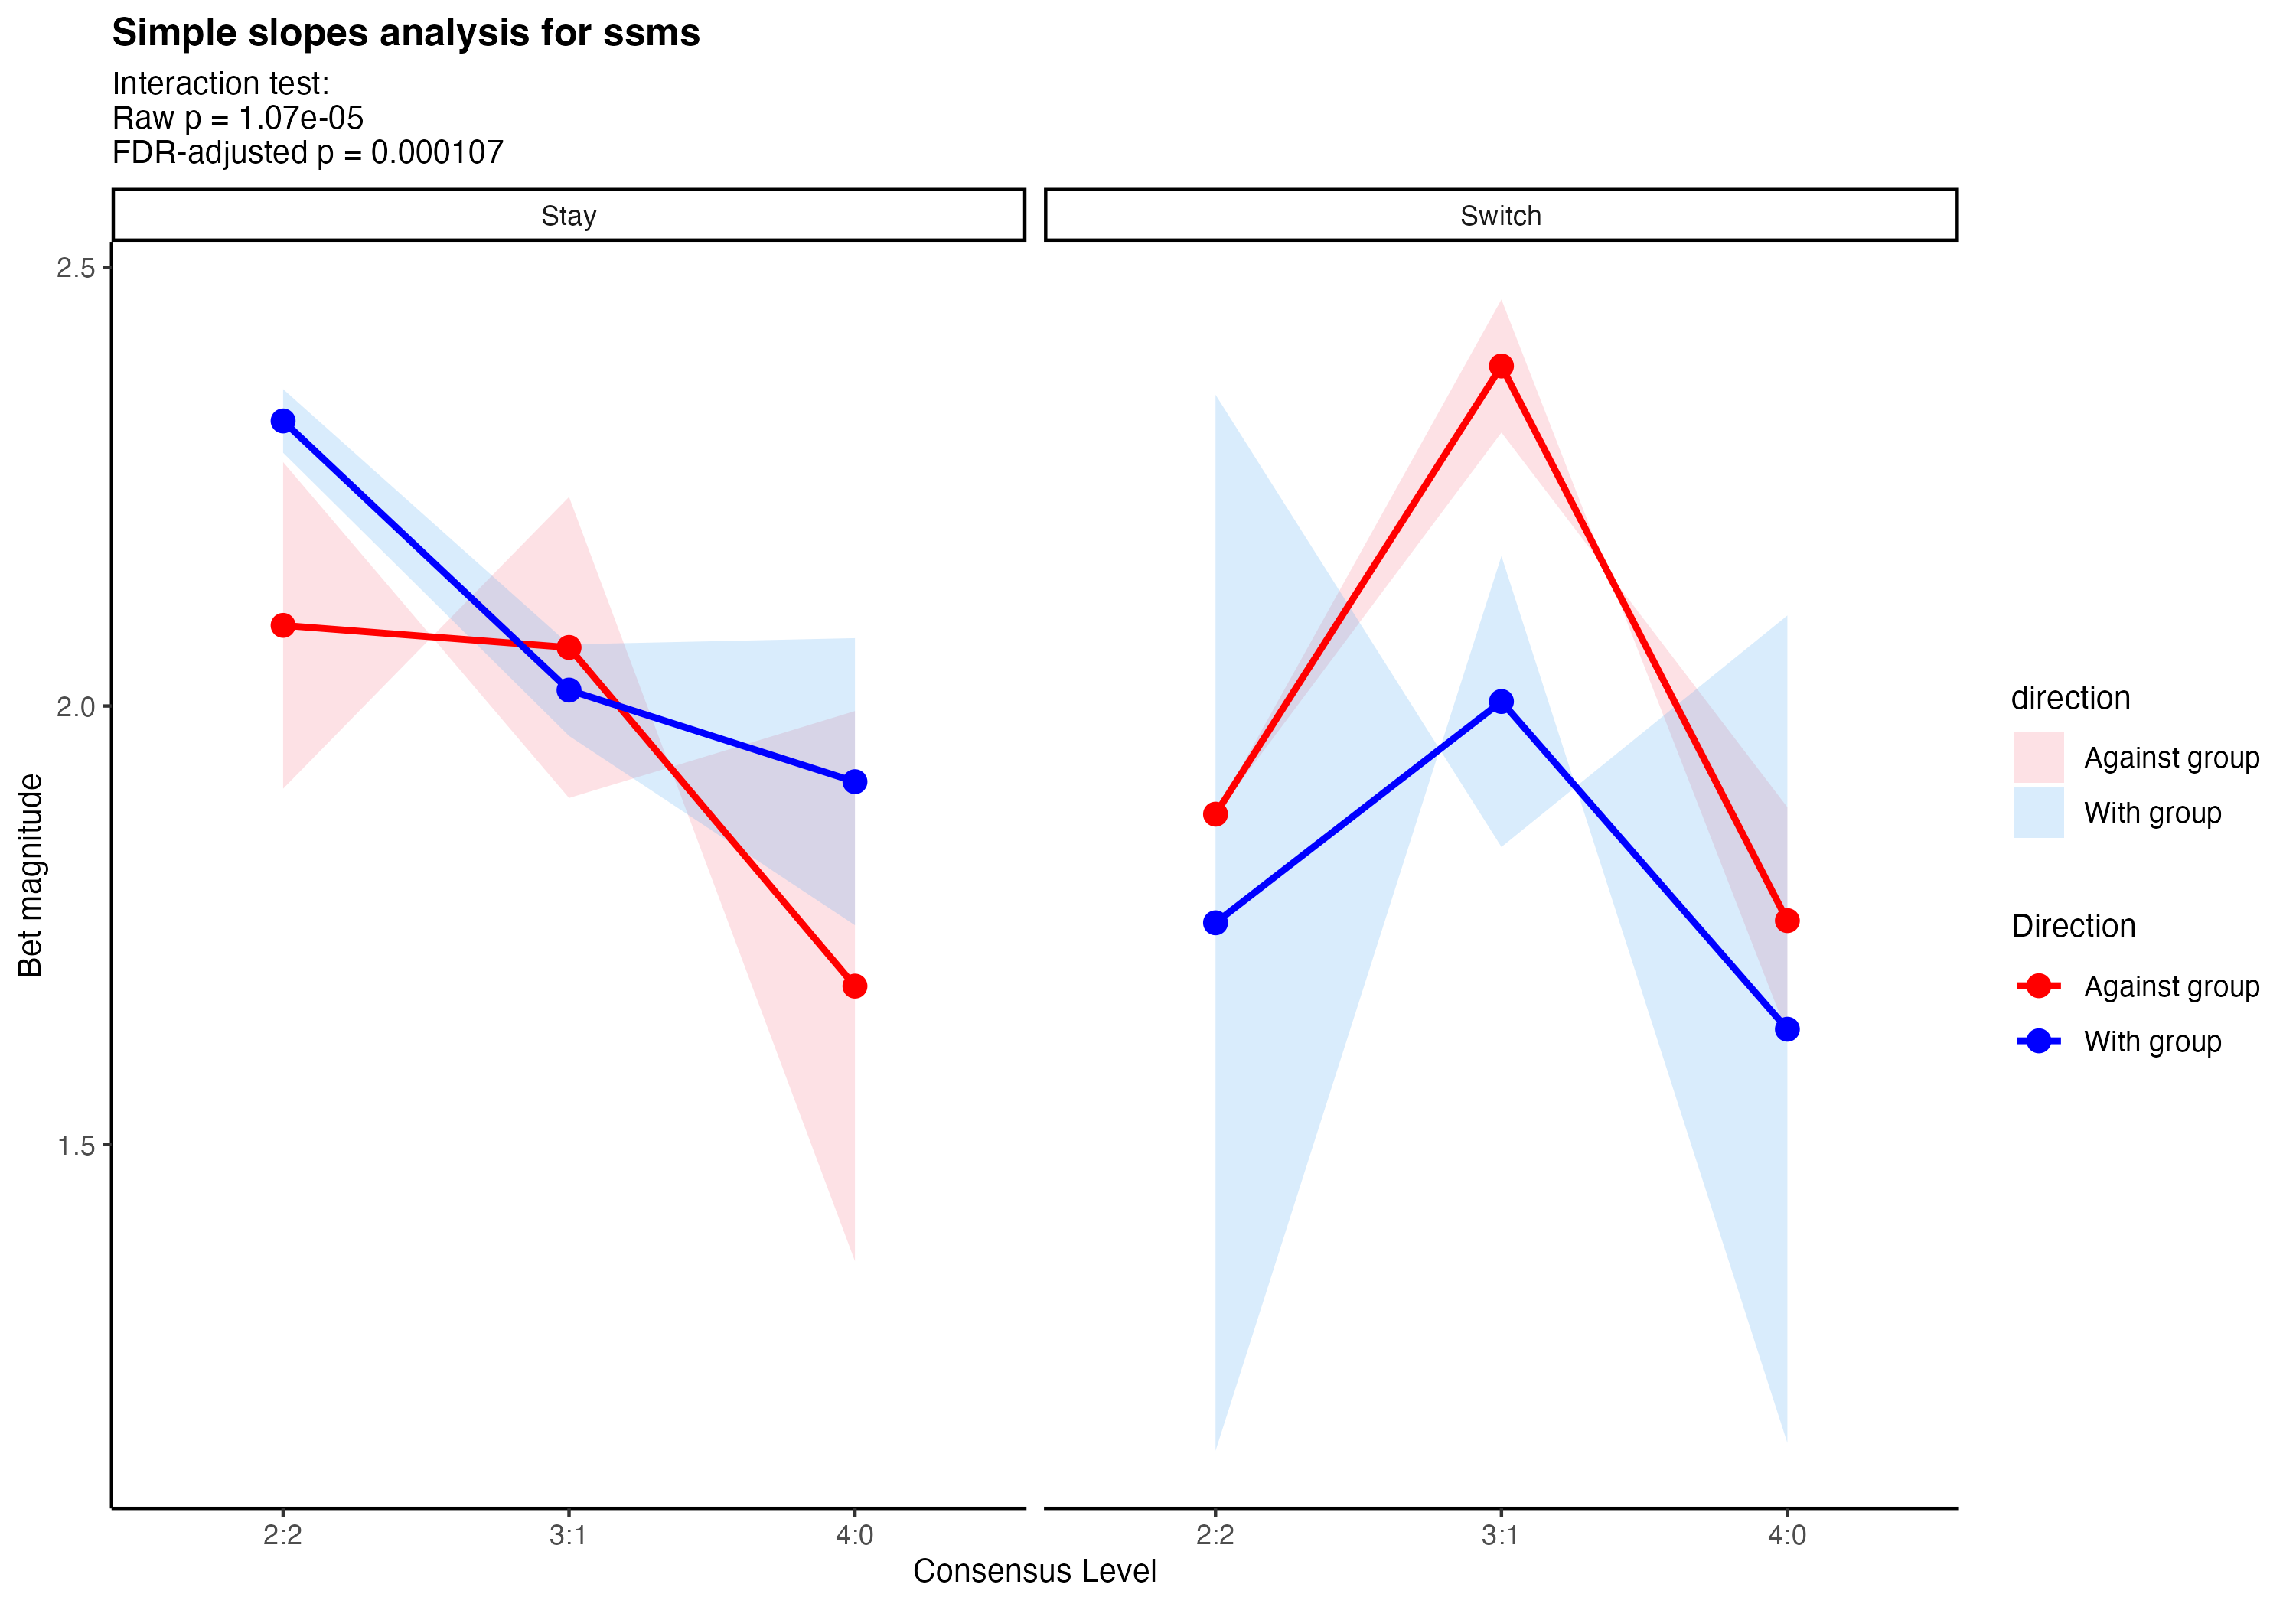 Simple slopes analysis for ssms
Interaction test:
Raw p = 1.07e-05
FDR-adjusted p = 0.000107
Stay
Switch
2.5
2.0
1.5
Bet magnitude
2:2
3:1
4:0
2:2
3:1
4:0
Consensus Level
direction
Against group
With group
Direction
Against group
With group